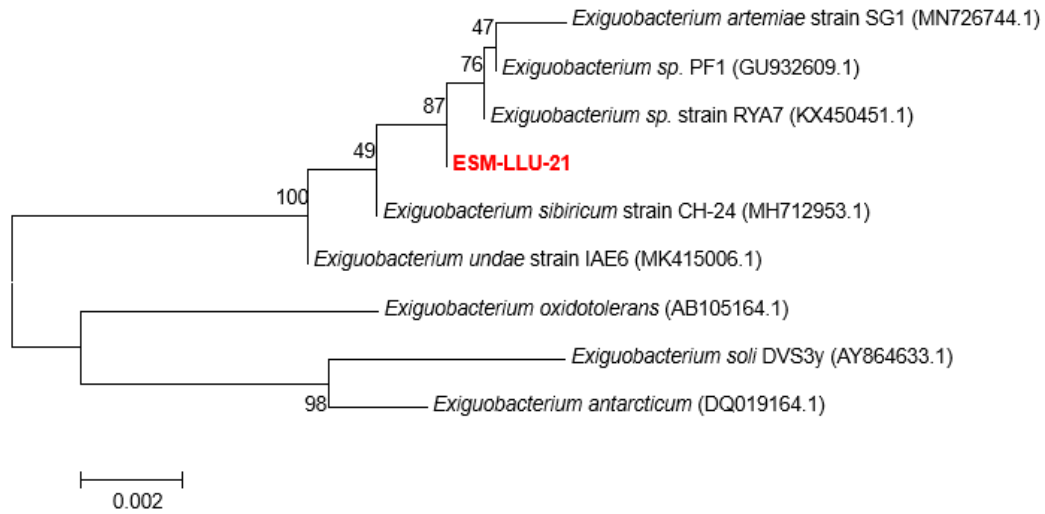 47
Exiguobacterium artemiae strain SG1 (MN726744.1)
76
Exiguobacterium sp. PF1 (GU932609.1)
87
Exiguobacterium sp. strain RYA7 (KX450451.1)
49
ESM-LLU-21
100
Exiguobacterium sibiricum strain CH-24 (MH712953.1)
Exiguobacterium undae strain IAE6 (MK415006.1)
Exiguobacterium oxidotolerans (AB105164.1)
Exiguobacterium soli DVS3y (AY864633.1)
98
Exiguobacterium antarcticum (DQ019164.1)
0.002